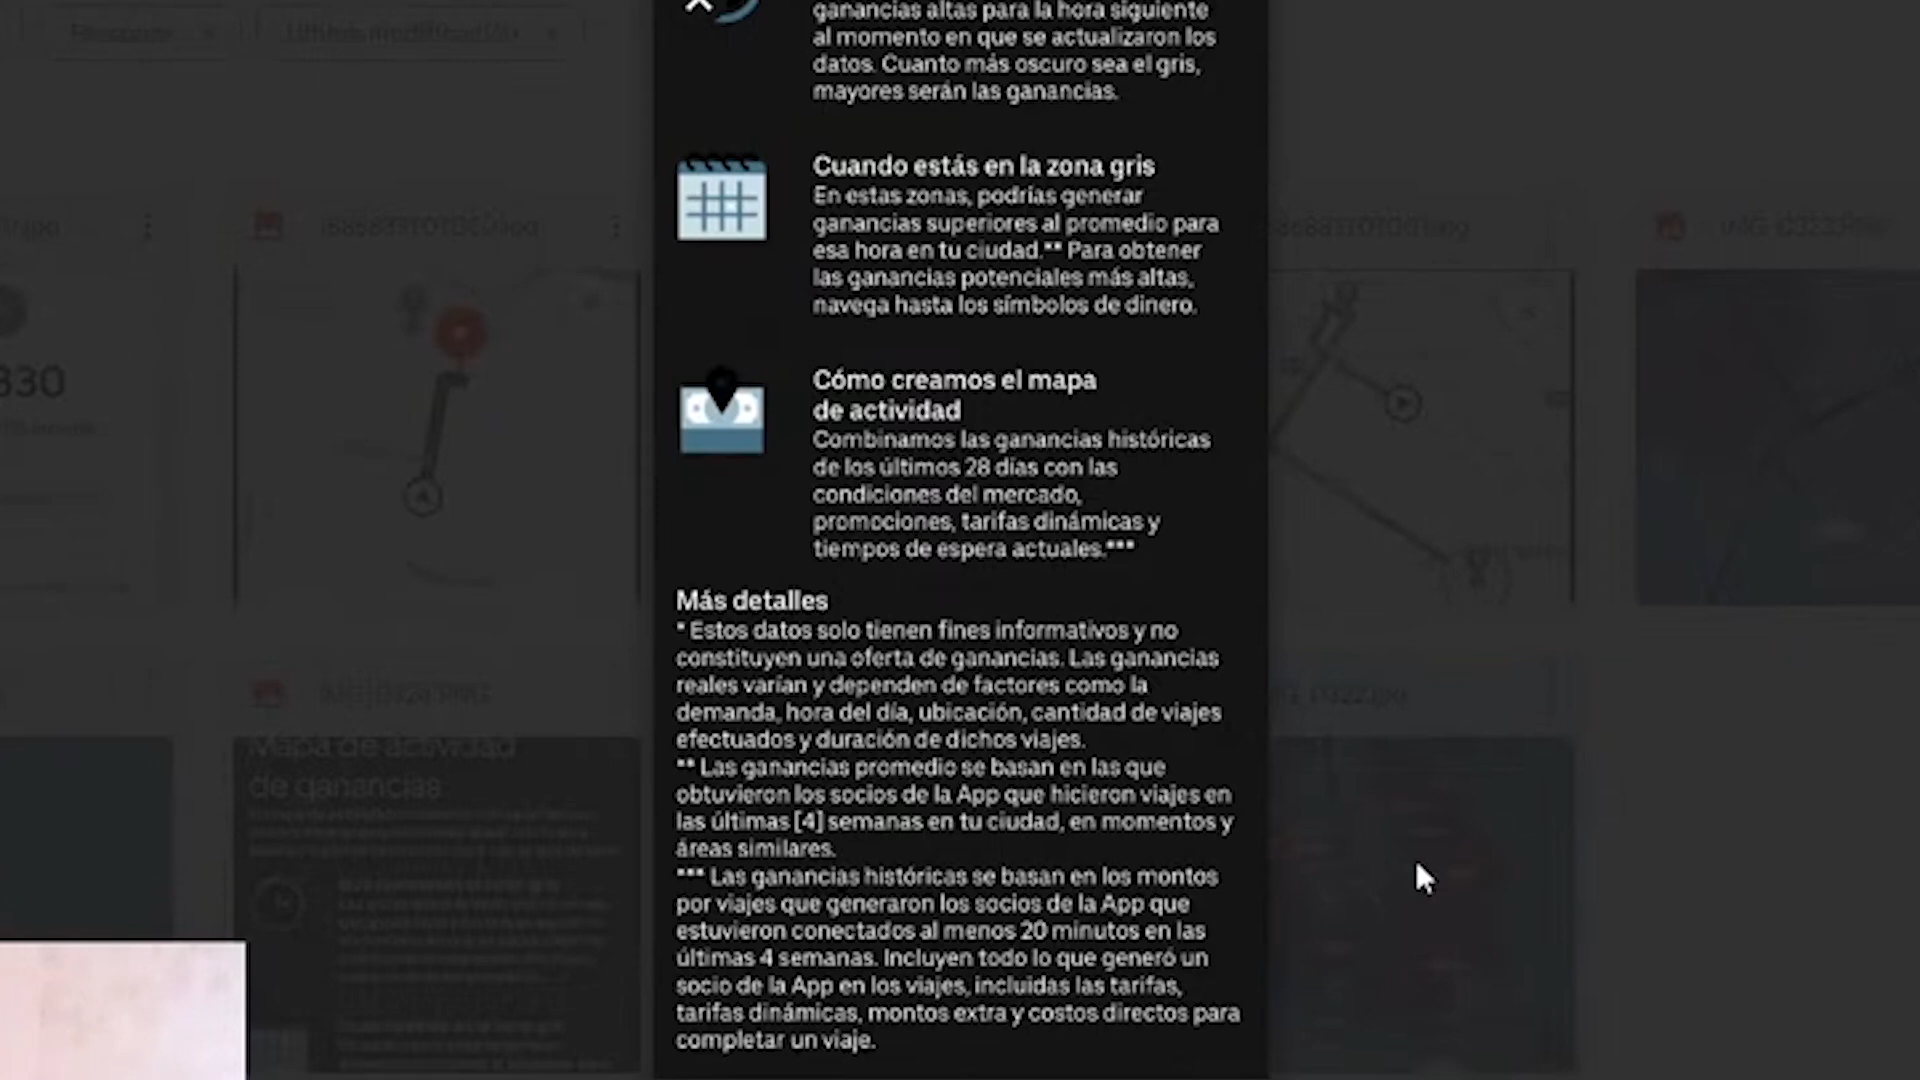 ganancias altas para la hora siguiente
al momento en que se actualizaron los
datos. Cuanto más oscuro sea el gris,
mayores serán las ganancias.
Cuando estás en la zona gris
En estas zonas, podrías generar
ganancias superiores al promedio para
esa hora en tu ciudad.** Para obtener
las ganancias potenciales más altas,
navega hasta los símbolos de dinero.
Cómo creamos el mapa
de actividad
Combinamos las ganancias históricas
de los últimos 28 días con las
condiciones del mercado,
promociones, tarifas dinámicas y
tiempos de espera actuales.***
Más detalles
* Estos datos solo tienen fines informativos y no
constituyen una oferta de ganancias. Las ganancias
reales varían y dependen de factores como la
demanda, hora del día, ubicación, cantidad de viajes
efectuados y duración de dichos viajes.
** Las ganancias promedio se basan en las que
obtuvieron los socios de la App que hicieron viajes en
las últimas [4] semanas en tu ciudad, en momentos y
áreas similares.
*** Las ganancias históricas se basan en los montos
por viajes que generaron los socios de la App que
estuvieron conectados al menos 20 minutos en las
últimas 4 semanas. Incluyen todo lo que generó un
socio de la App en los viajes, incluidas las tarifas,
tarifas dinámicas, montos extra y costos directos para
completar un viaje.
330
Mapa de actividad
de ganancias